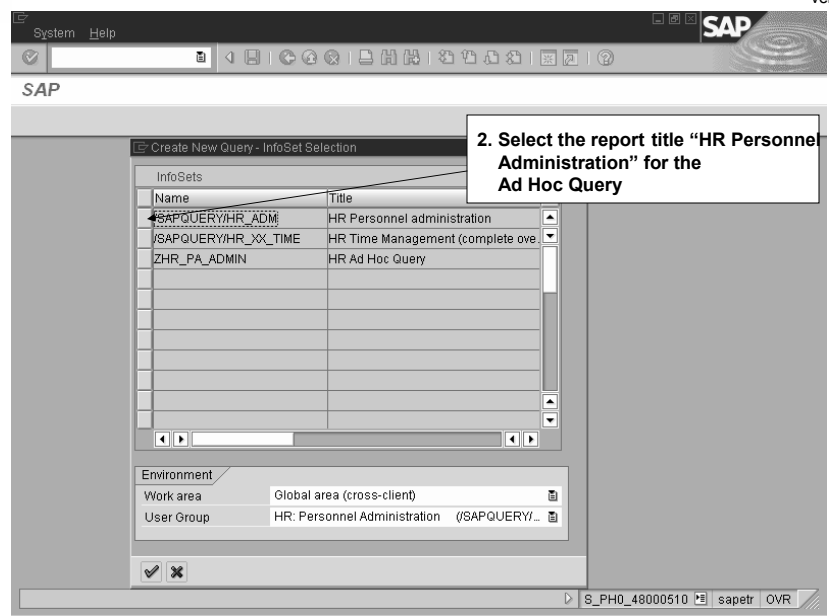 ver
System Help
SAP
SAP
2. Select the report title “HR Personnel
Administration” for the
Ad Hoc Query
Create New Query - InfoSet Selection
InfoSets
Name Title
/SAPQUERY/HR_ADM HR Personnel administration
/SAPQUERY/HR_XX_TIME HR Time Management (complete ove
ZHR_PA_ADMIN HR Ad Hoc Query
Environment
Work area Global area (cross-client)
User Group HR: Personnel Administration (/SAPQUERY/...
S_PH0_48000510 sapetr OVR